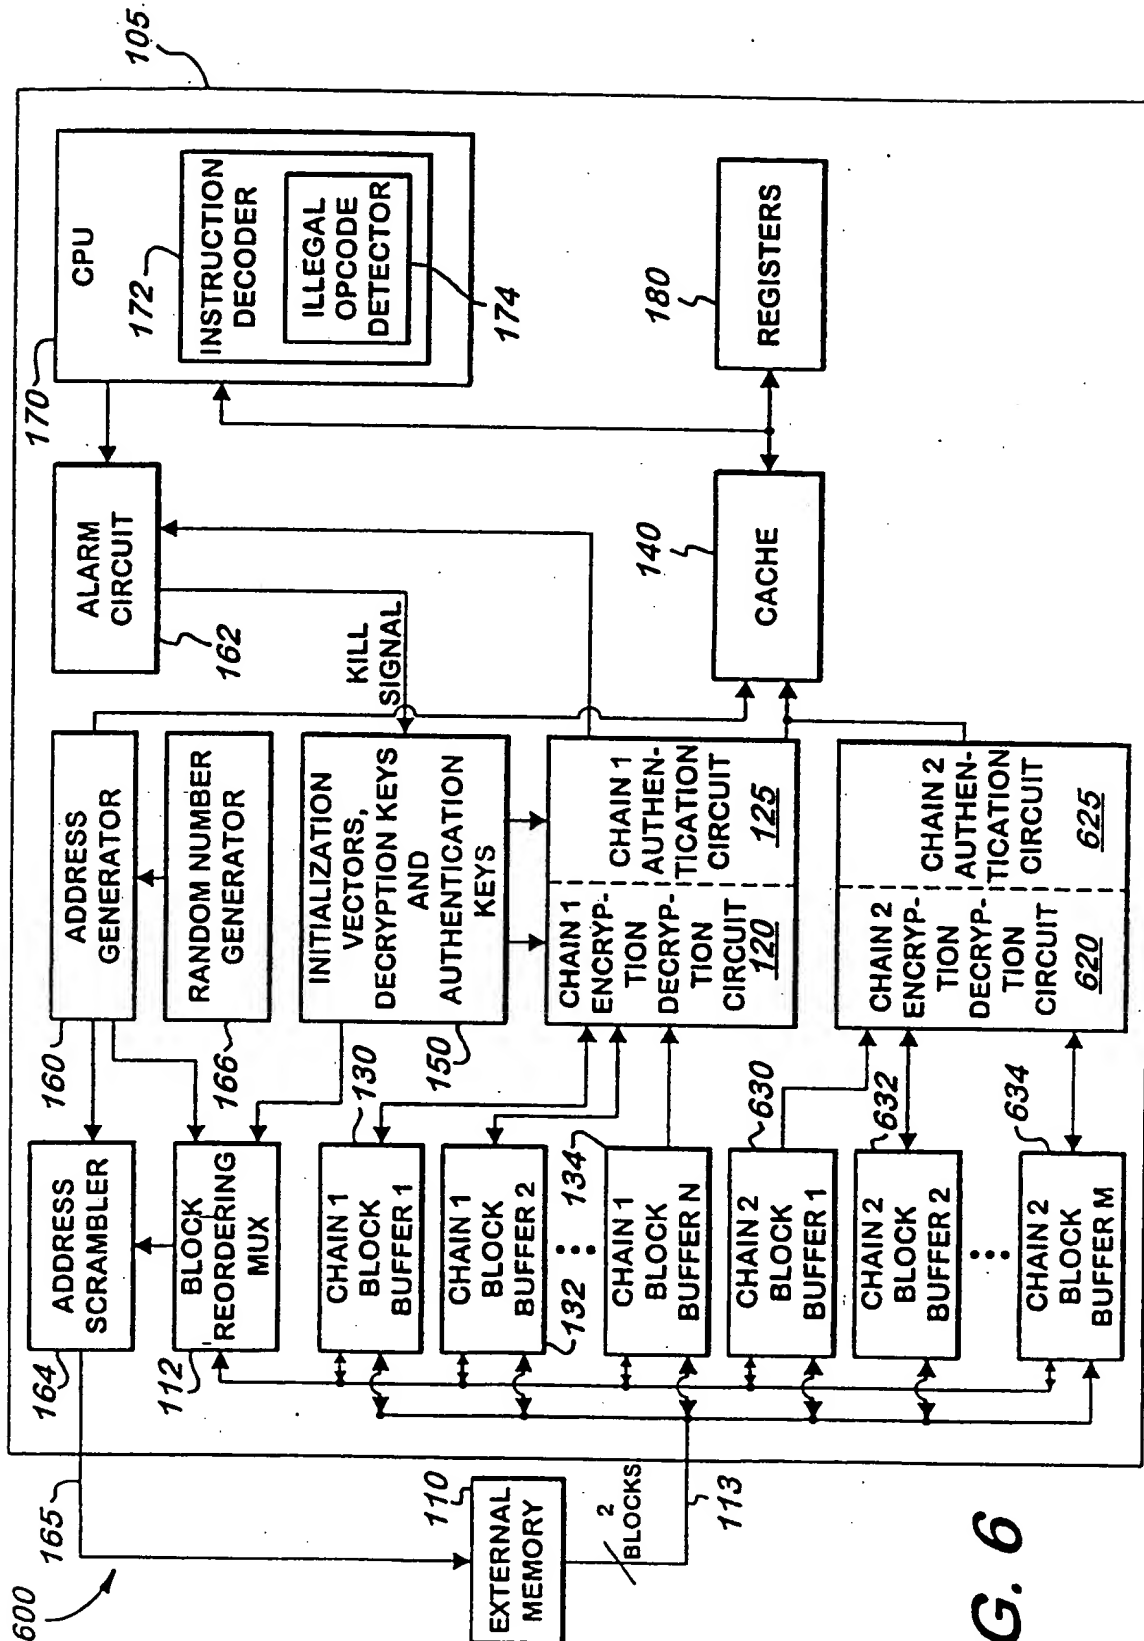 600
165
164
ADDRESS
SCRAMBLER
160
ADDRESS
GENERATOR
162
ALARM
CIRCUIT
170
CPU
105
112
BLOCK
REORDERING
MUX
166
RANDOM NUMBER
GENERATOR
172
INSTRUCTION
DECODER
ILLEGAL
OPCODE
DETECTOR
174
KILL
SIGNAL
INITIALIZATION
VECTORS,
DECRYPTION KEYS
AND
AUTHENTICATION
KEYS
150
130
CHAIN 1
BLOCK
BUFFER 1
CHAIN 1
BLOCK
BUFFER 2
132
134
CHAIN 1
BLOCK
BUFFER N
CHAIN 1
ENCRYP-
TION
DECRYP-
TION
CIRCUIT
120
CHAIN 1
AUTHEN-
TICATION
CIRCUIT
125
140
CACHE
180
REGISTERS
110
EXTERNAL
MEMORY
2
BLOCKS
113
630
CHAIN 2
BLOCK
BUFFER 1
632
CHAIN 2
BLOCK
BUFFER 2
634
CHAIN 2
BLOCK
BUFFER M
CHAIN 2
ENCRYP-
TION
DECRYP-
TION
CIRCUIT
620
CHAIN 2
AUTHEN-
TICATION
CIRCUIT
625
G. 6